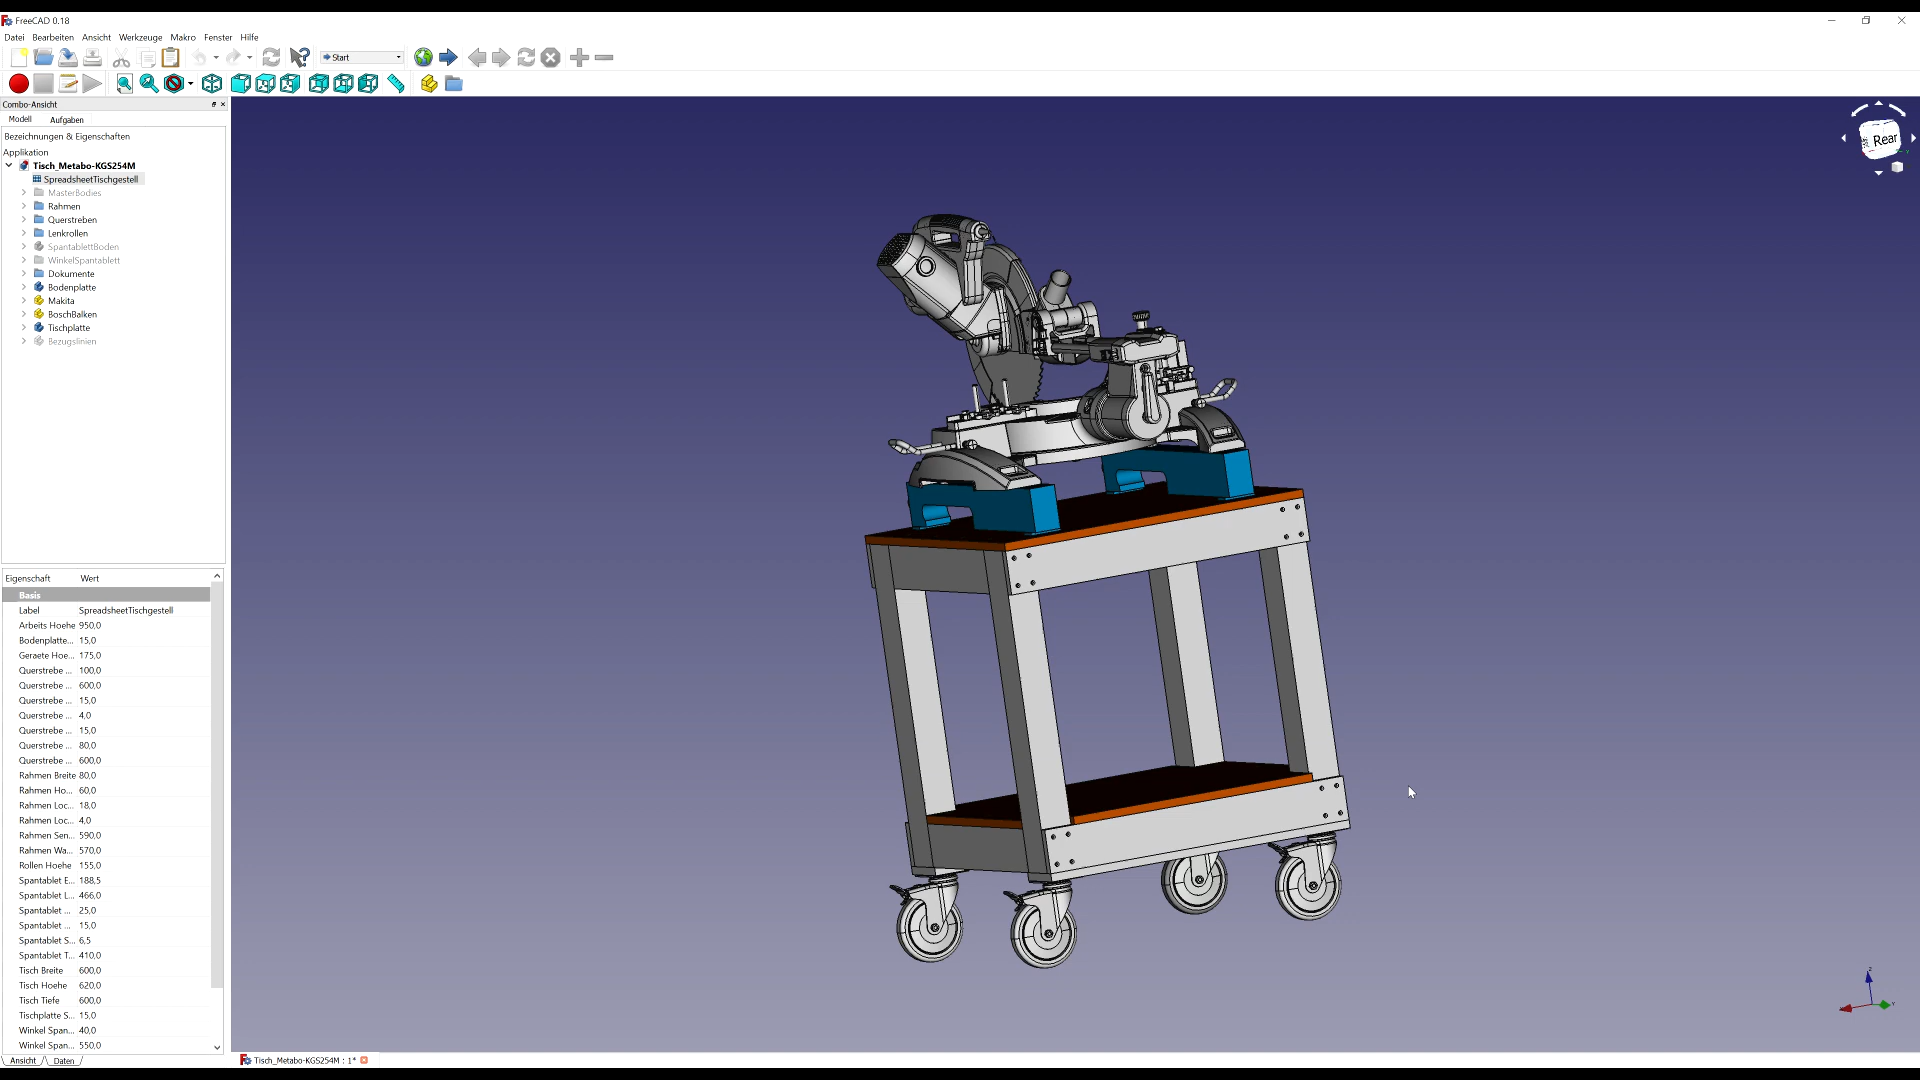 FreeCAD 0.18
Datei Bearbeiten Ansicht Werkzeuge Makro Fenster Hilfe
Start
Combo-Ansicht
Modell Aufgaben
Bezeichnungen & Eigenschaften
Applikation
Tisch_Metabo-KGS254M
SpreadsheetTischgestell
MasterBodies
Rahmen
Querstreben
Lenkrollen
SpantablettBoden
WinkelSpantablett
Dokumente
Bodenplatte
Makita
BoschBalken
Tischplatte
Bezugslinien
Eigenschaft Wert
Basis
Label SpreadsheetTischgestell
Arbeits Hoehe 950,0
Bodenplatte... 15,0
Geraete Hoe... 175,0
Querstrebe ... 100,0
Querstrebe ... 600,0
Querstrebe ... 15,0
Querstrebe ... 4,0
Querstrebe ... 15,0
Querstrebe ... 80,0
Querstrebe ... 600,0
Rahmen Breite 80,0
Rahmen Ho... 60,0
Rahmen Loc... 18,0
Rahmen Loc... 4,0
Rahmen Sen... 590,0
Rahmen Wa... 570,0
Rollen Hoehe 155,0
Spantablet E... 188,5
Spantablet L... 466,0
Spantablet ... 25,0
Spantablet ... 15,0
Spantablet S... 6,5
Spantablet T... 410,0
Tisch Breite 600,0
Tisch Hoehe 620,0
Tisch Tiefe 600,0
Tischplatte S... 15,0
Winkel Span... 40,0
Winkel Span... 550,0
Ansicht Daten
Tisch_Metabo-KGS254M : 1*
Rear